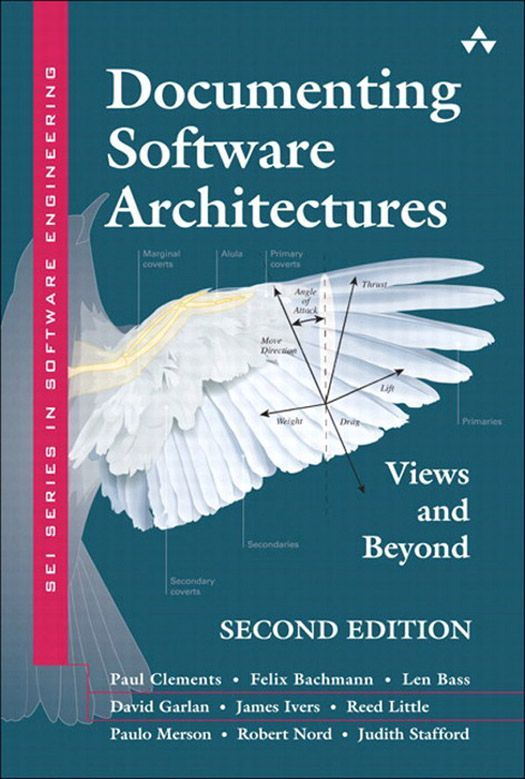 SEI SERIES IN SOFTWARE ENGINEERING
Documenting
Software
Architectures
Marginal
coverts
Alula
Primary
coverts
Angle
of
Attack
Thrust
Move
Direction
Lift
Weight
Drag
Primaries
Secondaries
Secondary
coverts
Views
and
Beyond
SECOND EDITION
Paul Clements • Felix Bachmann • Len Bass
David Garlan • James Ivers • Reed Little
Paulo Merson • Robert Nord • Judith Stafford